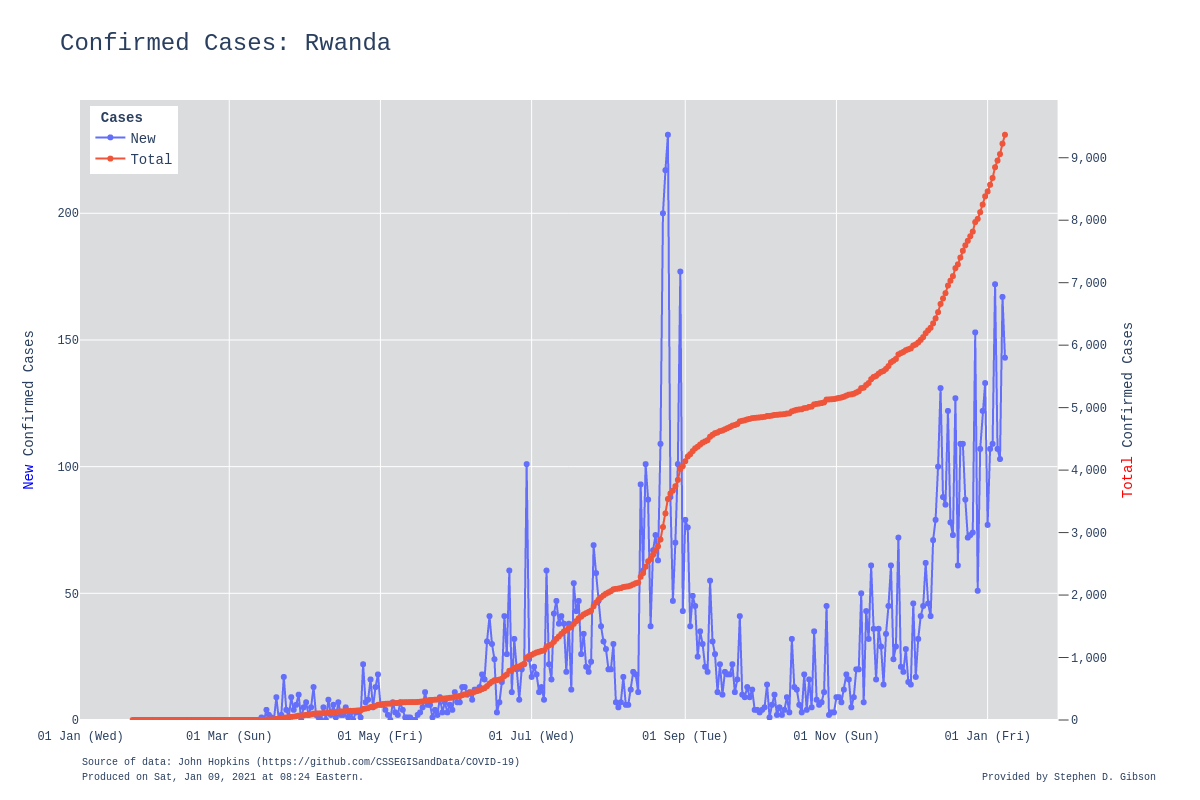 Confirmed Cases: Rwanda
Cases
New
Total
200
150
100
50
0
9,000
8,000
7,000
6,000
5,000
4,000
3,000
2,000
1,000
0
New Confirmed Cases
Total Confirmed Cases
01 Jan (Wed)
01 Mar (Sun)
01 May (Fri)
01 Jul (Wed)
01 Sep (Tue)
01 Nov (Sun)
01 Jan (Fri)
Source of data: John Hopkins (https://github.com/CSSEGISandData/COVID-19)
Produced on Sat, Jan 09, 2021 at 08:24 Eastern.
Provided by Stephen D. Gibson